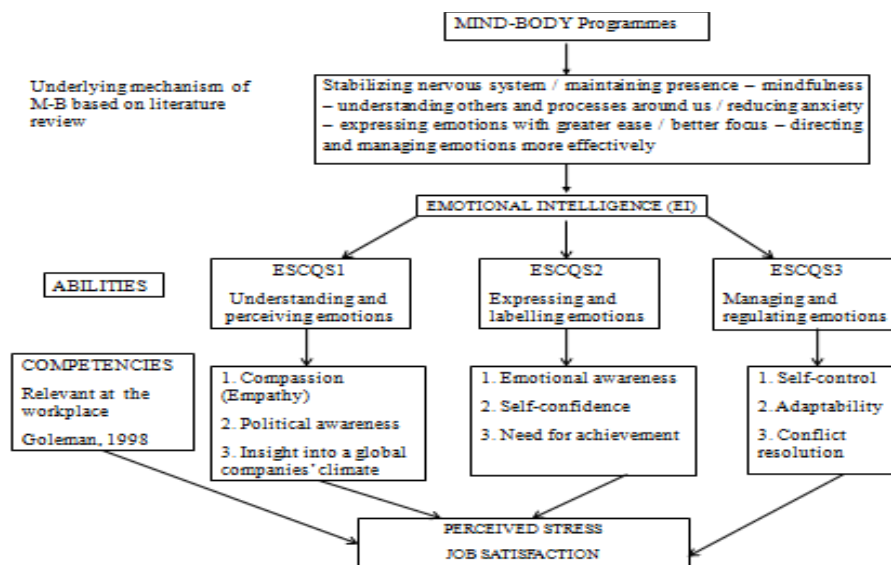 MIND-BODY Programmes
Underlying mechanism of
M-B based on literature
review
Stabilizing nervous system / maintaining presence – mindfulness
– understanding others and processes around us / reducing anxiety
– expressing emotions with greater ease / better focus – directing
and managing emotions more effectively
EMOTIONAL INTELLIGENCE (EI)
ABILITIES
ESCQS1
Understanding and
perceiving emotions
ESCQS2
Expressing and
labelling emotions
ESCQS3
Managing and
regulating emotions
COMPETENCIES
Relevant at the
workplace
Goleman, 1998
1. Compassion
(Empathy)
2. Political awareness
3. Insight into a global
companies' climate
1. Emotional awareness
2. Self-confidence
3. Need for achievement
1. Self-control
2. Adaptability
3. Conflict
resolution
PERCEIVED STRESS
JOB SATISFACTION